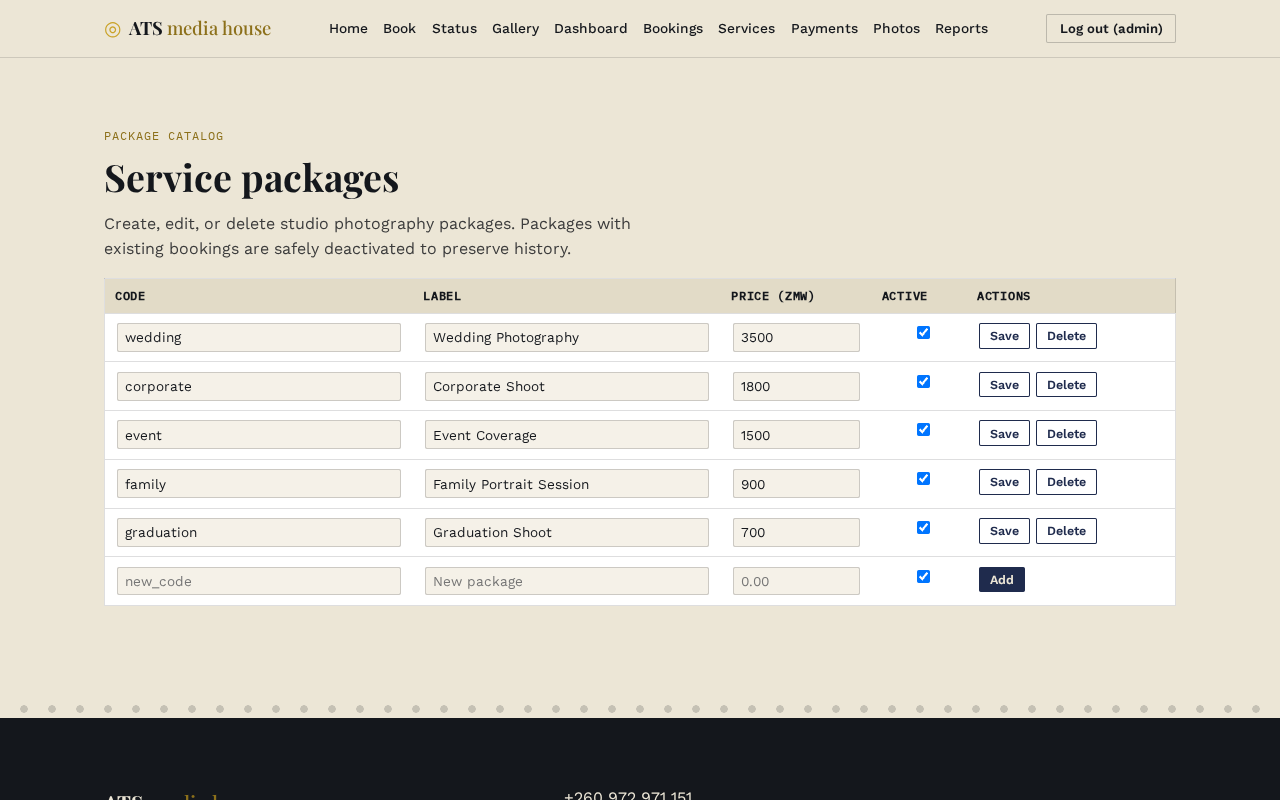 ATS media house
Home Book Status Gallery Dashboard Bookings Services Payments Photos Reports
Log out (admin)
PACKAGE CATALOG
Service packages
Create, edit, or delete studio photography packages. Packages with
existing bookings are safely deactivated to preserve history.
CODE LABEL PRICE (ZMW) ACTIVE ACTIONS
wedding Wedding Photography 3500 Save Delete
corporate Corporate Shoot 1800 Save Delete
event Event Coverage 1500 Save Delete
family Family Portrait Session 900 Save Delete
graduation Graduation Shoot 700 Save Delete
new_code New package 0.00 Add
+260 972 971 151